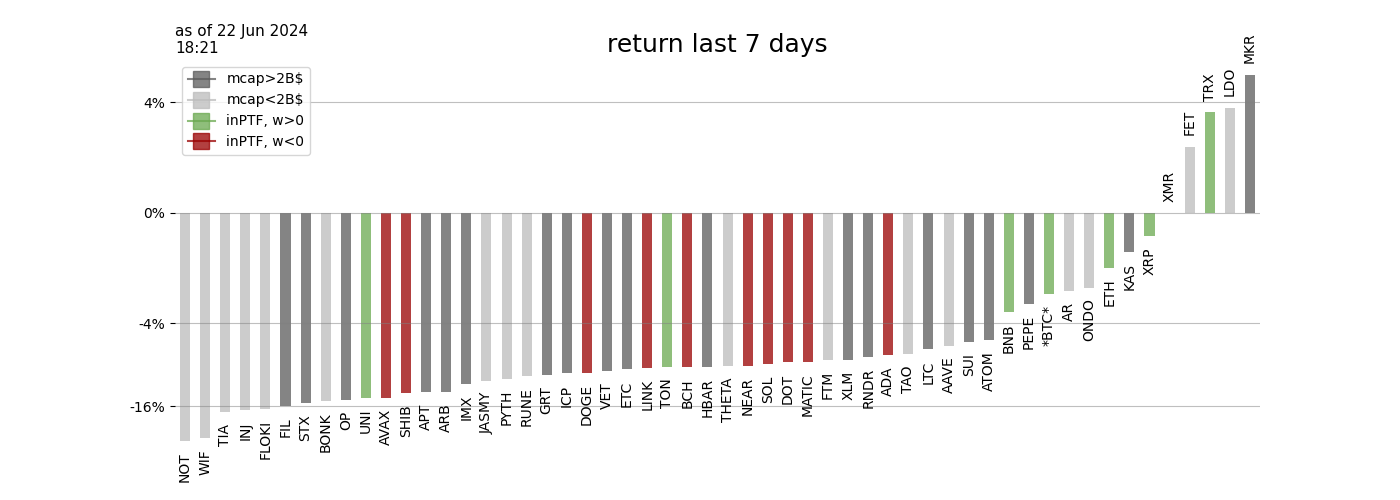 as of 22 Jun 2024
18:21
return last 7 days
mcap>2B$
mcap<2B$
inPTF, w>0
inPTF, w<0
4%
0%
-4%
-16%
NOT
WIF
TIA
INJ
FLOKI
FIL
STX
BONK
OP
UNI
AVAX
SHIB
APT
ARB
IMX
JASMY
PYTH
RUNE
GRT
ICP
DOGE
VET
ETC
LINK
TON
BCH
HBAR
THETA
NEAR
SOL
DOT
MATIC
FTM
XLM
RNDR
ADA
TAO
LTC
AAVE
SUI
ATOM
BNB
PEPE
*BTC*
AR
ONDO
ETH
KAS
XRP
XMR
FET
TRX
LDO
MKR